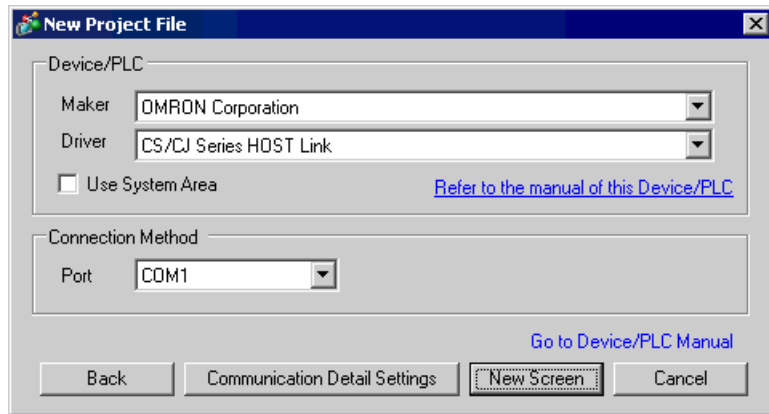 New Project File
Device/PLC
Maker OMRON Corporation
Driver CS/CJ Series HOST Link
Use System Area Refer to the manual of this Device/PLC
Connection Method
Port COM1
Go to Device/PLC Manual
Back Communication Detail Settings New Screen Cancel